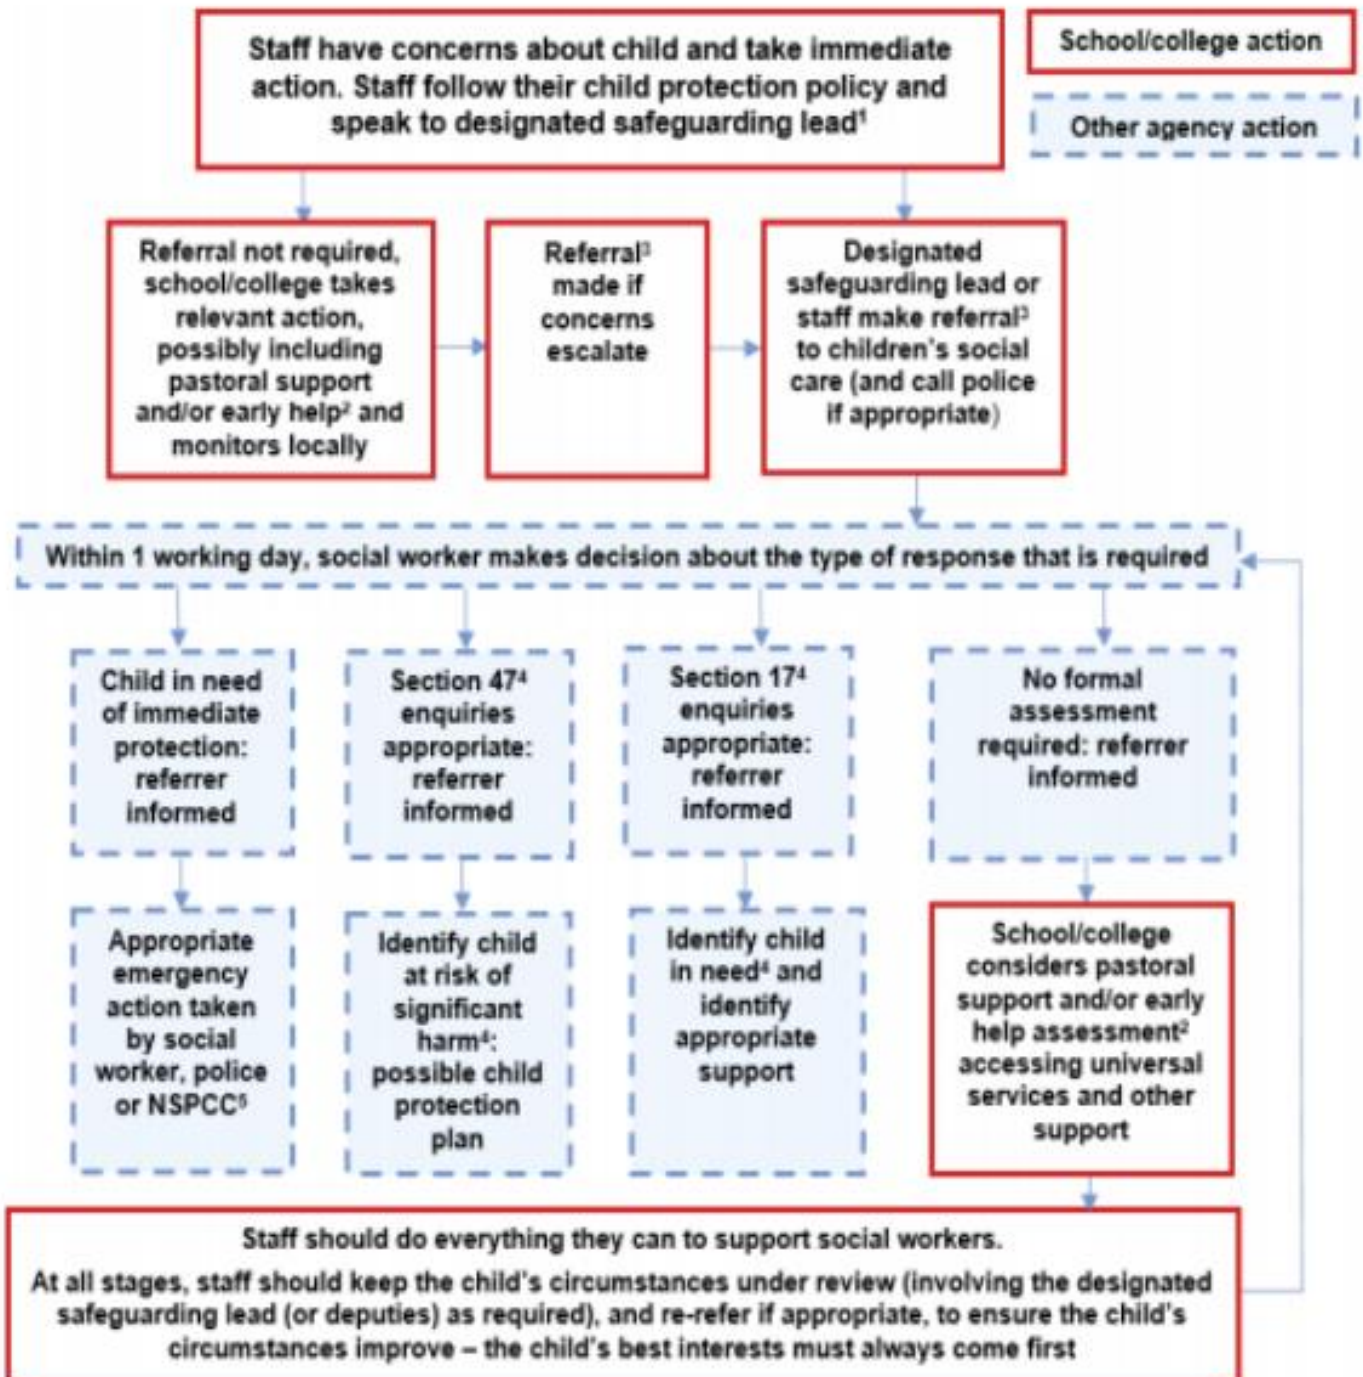 Staff have concerns about child and take immediate
action. Staff follow their child protection policy and
speak to designated safeguarding lead¹
School/college action
Other agency action
Referral not required,
school/college takes
relevant action,
possibly including
pastoral support
and/or early help² and
monitors locally
Referral³
made if
concerns
escalate
Designated
safeguarding lead or
staff make referral³
to children's social
care (and call police
if appropriate)
Within 1 working day, social worker makes decision about the type of response that is required
Child in need
of immediate
protection:
referrer
informed
Section 47⁴
enquiries
appropriate:
referrer
informed
Section 17⁴
enquiries
appropriate:
referrer
informed
No formal
assessment
required: referrer
informed
Appropriate
emergency
action taken
by social
worker, police
or NSPCC⁵
Identify child
at risk of
significant
harm⁴:
possible child
protection
plan
Identify child
in need⁴ and
identify
appropriate
support
School/college
considers pastoral
support and/or early
help assessment²
accessing universal
services and other
support
Staff should do everything they can to support social workers.
At all stages, staff should keep the child's circumstances under review (involving the designated
safeguarding lead (or deputies) as required), and re-refer if appropriate, to ensure the child's
circumstances improve – the child's best interests must always come first